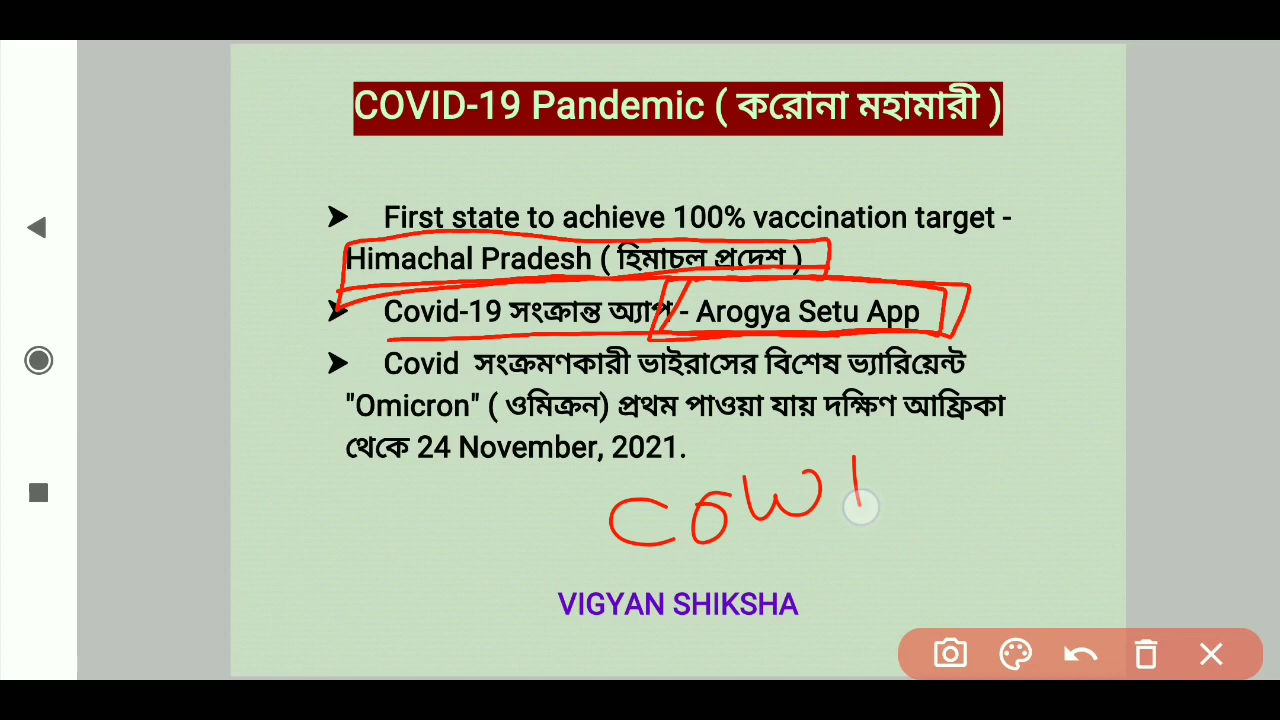 COVID-19 Pandemic ( করোনা মহামারী )
➤ First state to achieve 100% vaccination target -
Himachal Pradesh ( হিমাচল প্রদেশ )
➤ Covid-19 সংক্রান্ত অ্যাপ - Arogya Setu App
➤ Covid সংক্রমণকারী ভাইরাসের বিশেষ ভ্যারিয়েন্ট
"Omicron" ( ওমিক্রন) প্রথম পাওয়া যায় দক্ষিণ আফ্রিকা
থেকে 24 November, 2021.
COWI
VIGYAN SHIKSHA